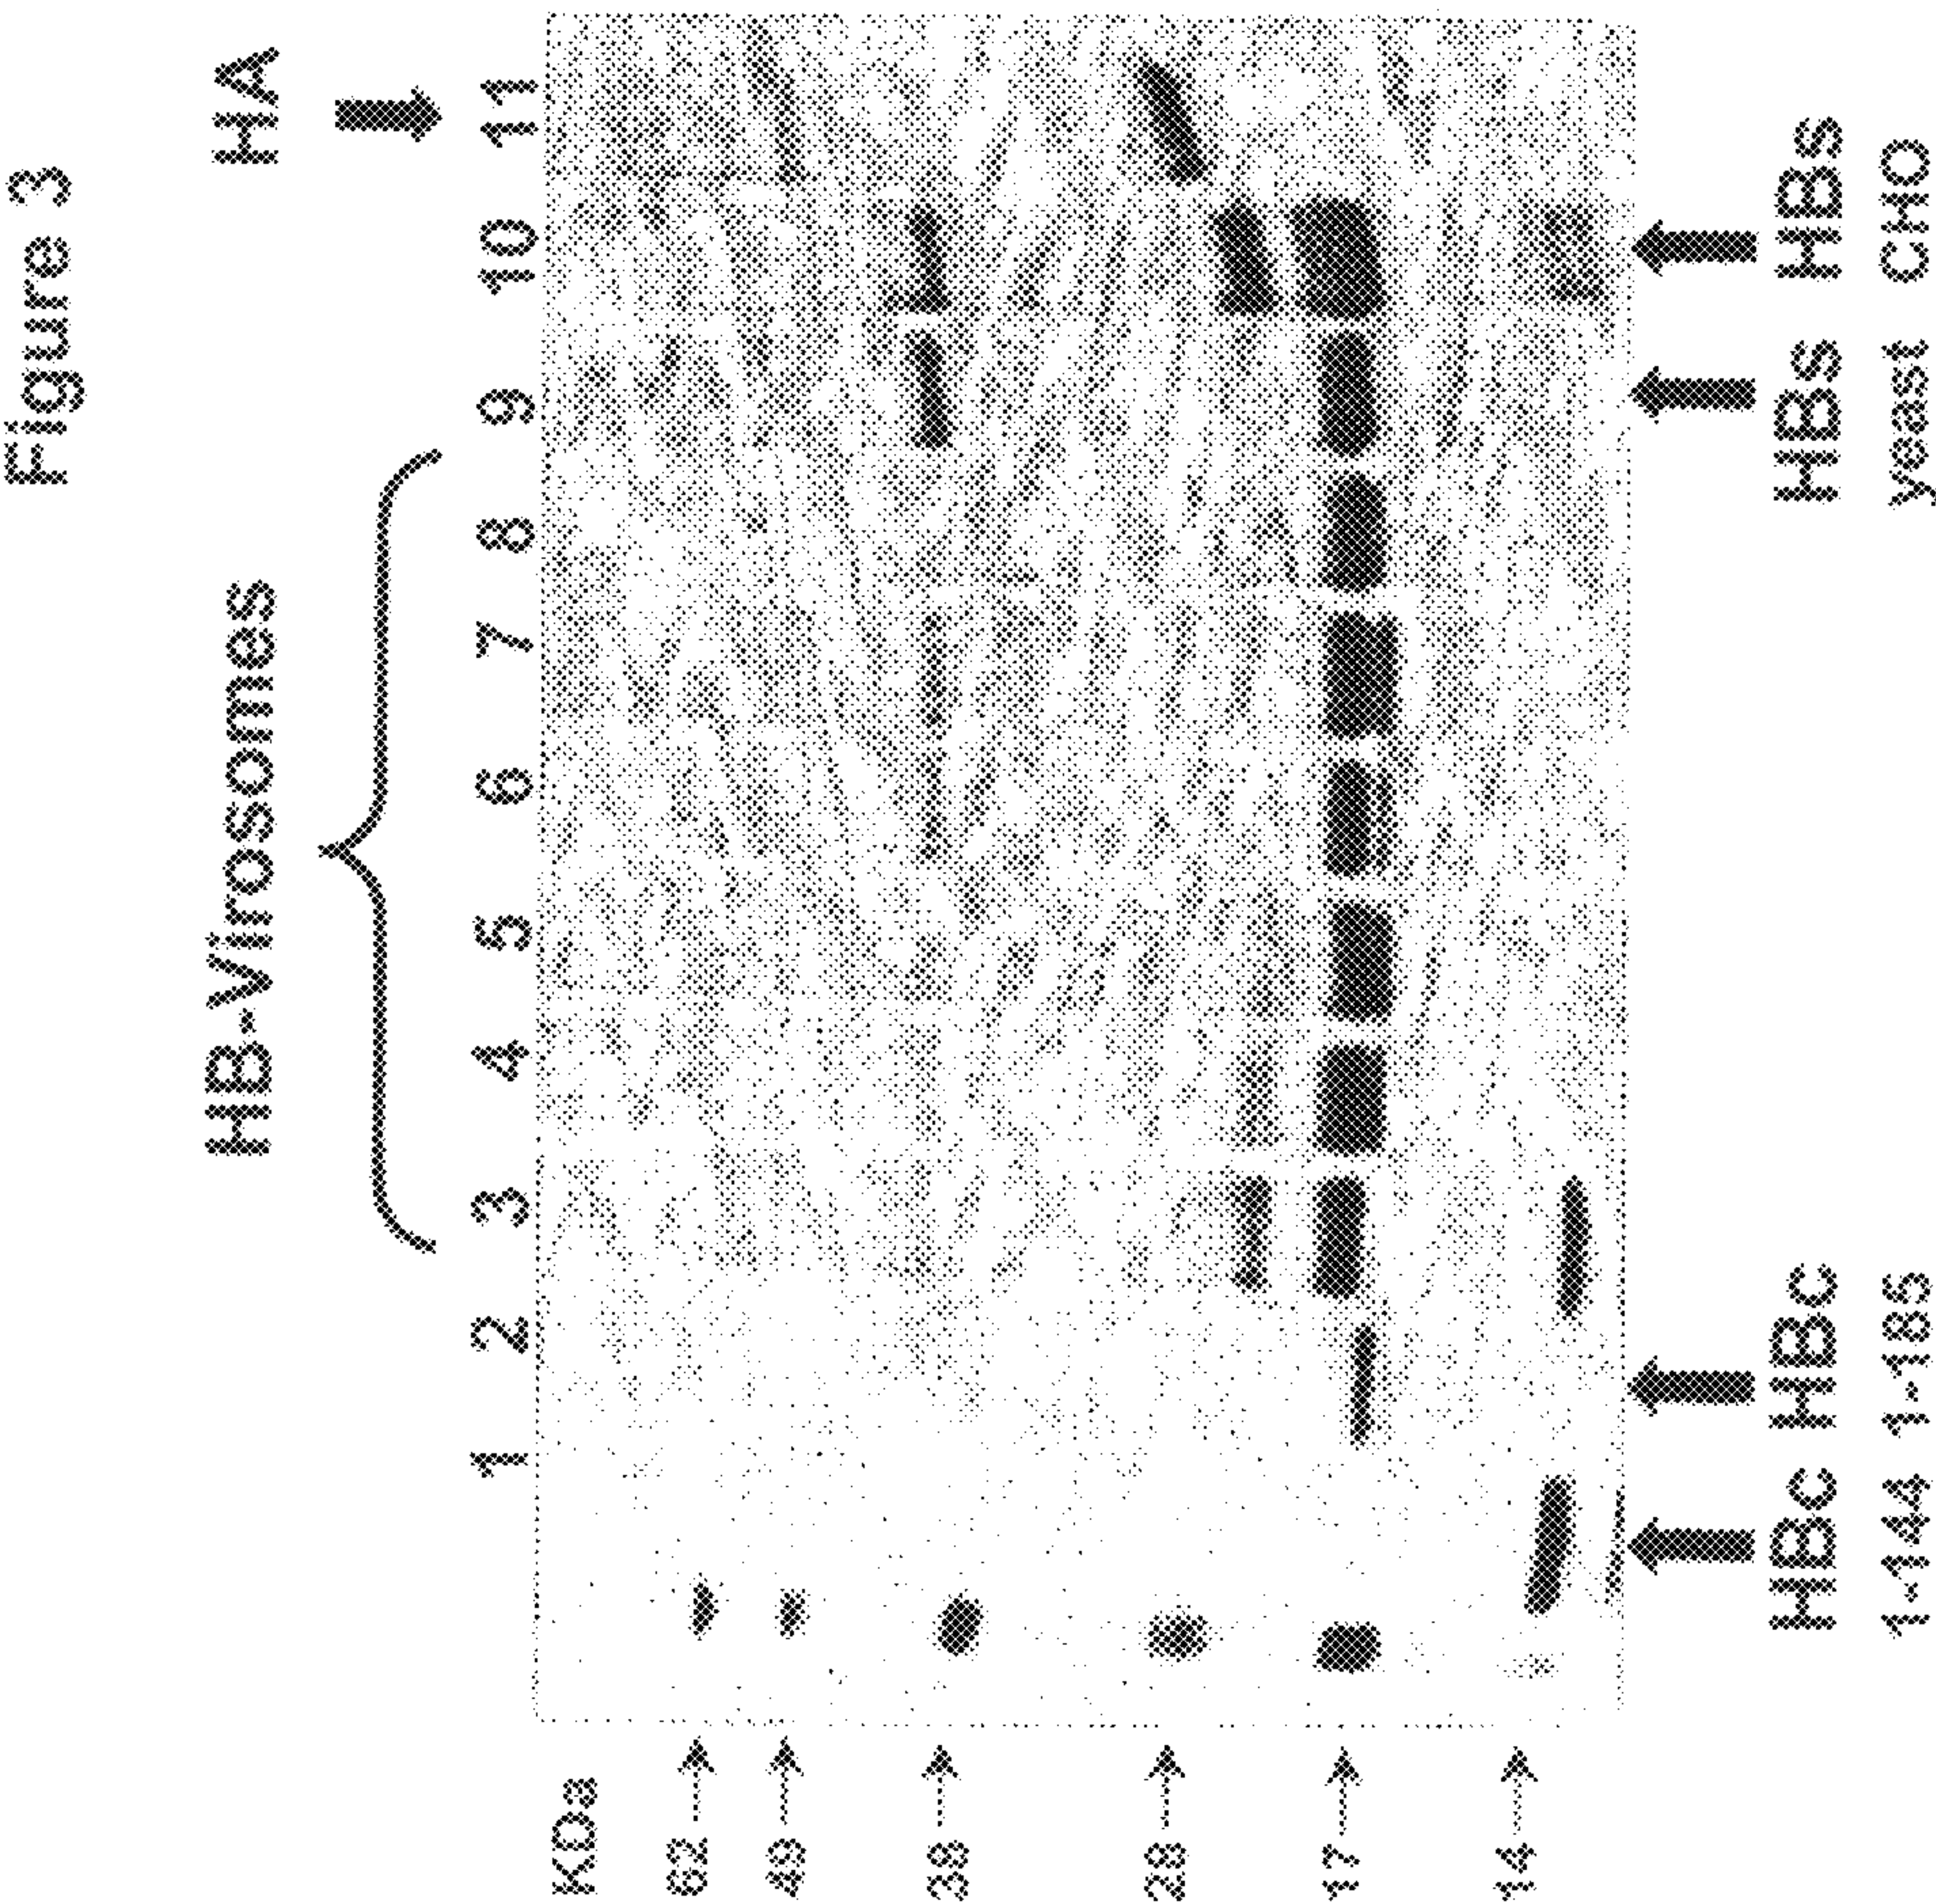 Figure 3
HB-Virosomes HA
1 2 3 4 5 6 7 8 9 10 11
KDa
62
49
38
28
17
14
HBc HBc HBs HBs
1-144 1-185 yeast CHO